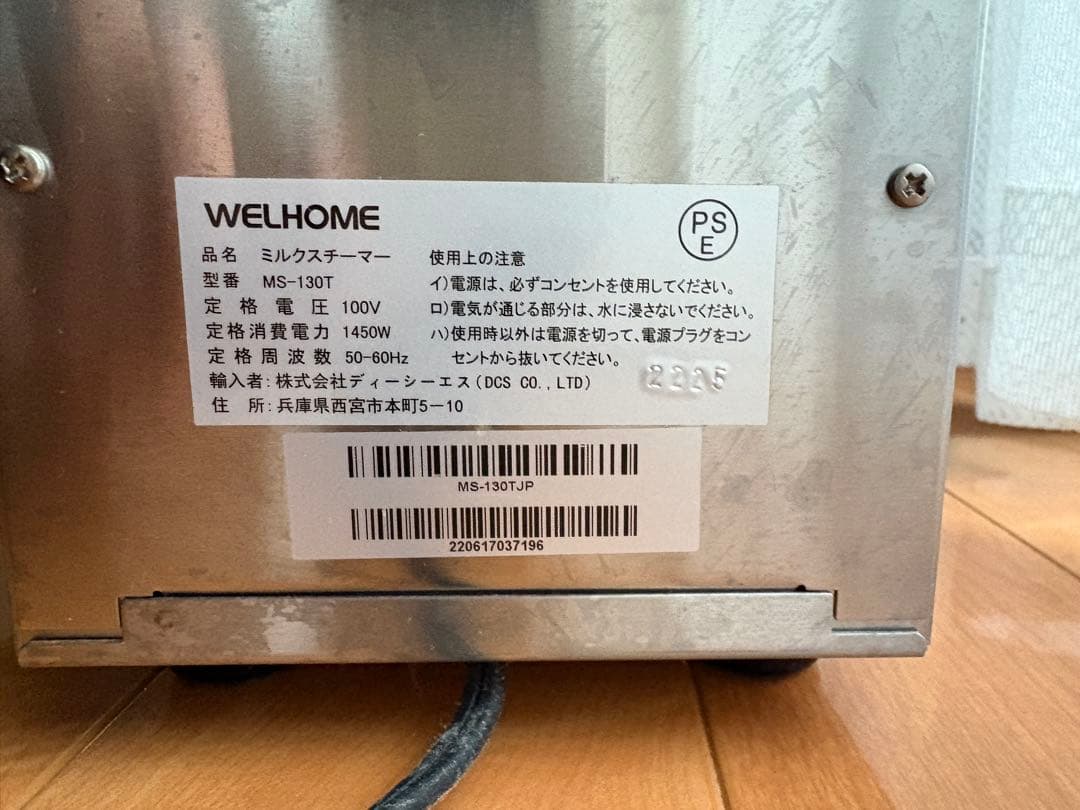 WELHOME
品名 ミルクスチーマー
型番 MS-130T
定格電圧 100V
定格消費電力 1450W
定格周波数 50-60Hz
輸入者:株式会社ディーシーエス(DCS CO.,LTD)
住 所:兵庫県西宮市本町5-10
PS
E
使用上の注意
イ)電源は、必ずコンセントを使用してください。
ロ)電気が通じる部分は、水に浸さないでください。
ハ)使用時以外は電源を切って、電源プラグをコン
セントから抜いてください。
2225
MS-130TJP
220617037196